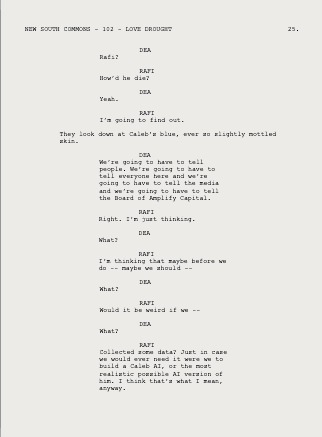 NEW SOUTH COMMONS - 102 - LOVE DROUGHT 25.
DEA
Rafi?
RAFI
How'd he die?
DEA
Yeah.
RAFI
I'm going to find out.
They look down at Caleb's blue, ever so slightly mottled
skin.
DEA
We're going to have to tell
people. We're going to have to
tell everyone here and we're
going to have to tell the media
and we're going to have to tell
the Board of Amplify Capital.
RAFI
Right. I'm just thinking.
DEA
What?
RAFI
I'm thinking that maybe before we
do -- maybe we should --
DEA
What?
RAFI
Would it be weird if we --
DEA
What?
RAFI
Collected some data? Just in case
we would ever need it were we to
build a Caleb AI, or the most
realistic possible AI version of
him. I think that's what I mean,
anyway.